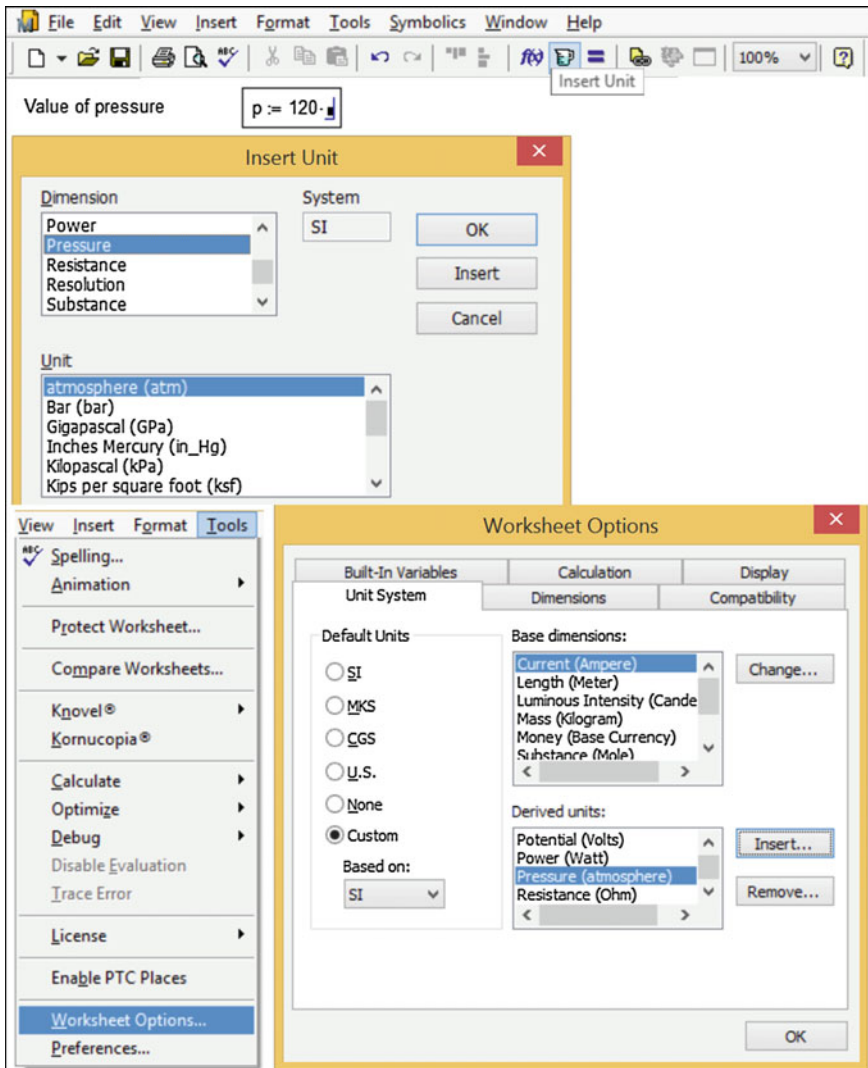 File Edit View Insert Format Tools Symbolics Window Help
ABC f(x) = 100% ?
Insert Unit
Value of pressure p := 120·
Insert Unit
Dimension System
Power
Pressure
Resistance
Resolution
Substance
SI
OK
Insert
Cancel
Unit
atmosphere (atm)
Bar (bar)
Gigapascal (GPa)
Inches Mercury (in_Hg)
Kilopascal (kPa)
Kips per square foot (ksf)
View Insert Format Tools
ABC Spelling...
Animation
Protect Worksheet...
Compare Worksheets...
Knovel®
Kornucopia®
Calculate
Optimize
Debug
Disable Evaluation
Trace Error
License
Enable PTC Places
Worksheet Options...
Preferences...
Worksheet Options
Built-In Variables Calculation Display
Unit System Dimensions Compatibility
Default Units
SI
MKS
CGS
U.S.
None
Custom
Based on:
SI
Base dimensions:
Current (Ampere)
Length (Meter)
Luminous Intensity (Cande
Mass (Kilogram)
Money (Base Currency)
Substance (Mole)
Change...
Derived units:
Potential (Volts)
Power (Watt)
Pressure (atmosphere)
Resistance (Ohm)
Insert...
Remove...
OK